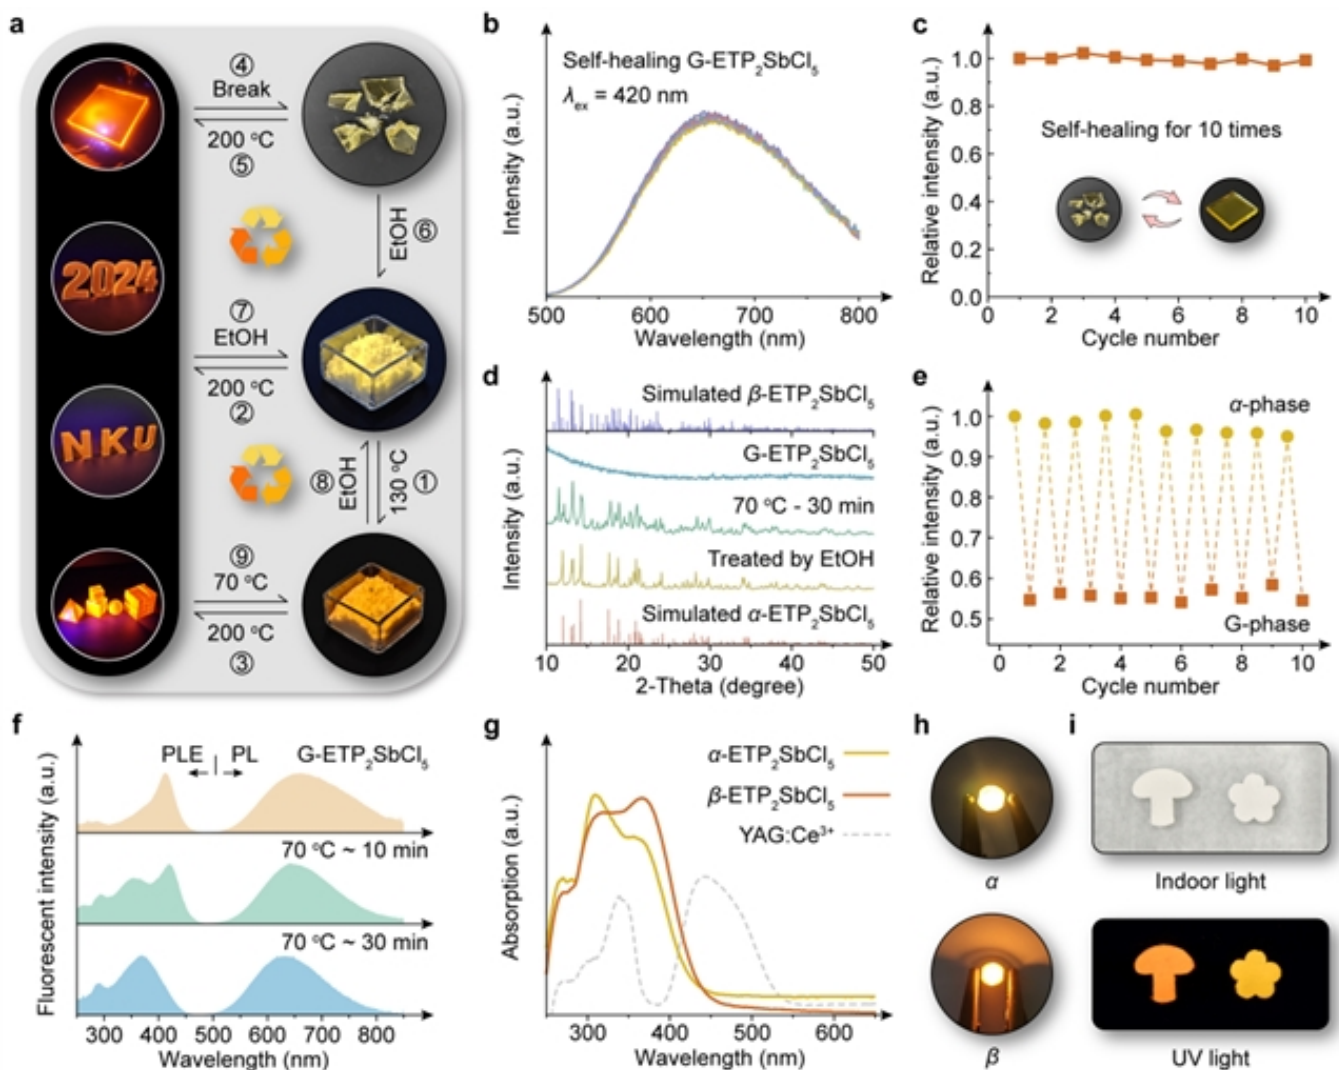 a
④
Break
200 °C
⑤
EtOH
⑥
2024
⑦
EtOH
200 °C
②
NKU
⑧
EtOH
130 °C
①
⑨
70 °C
200 °C
③
b
Self-healing G-ETP₂SbCl₅
λex = 420 nm
Intensity (a.u.)
500 600 700 800
Wavelength (nm)
c
Relative intensity (a.u.)
1.0
0.8
0.6
0.4
0.2
0.0
Self-healing for 10 times
0 2 4 6 8 10
Cycle number
d
Intensity (a.u.)
Simulated β-ETP₂SbCl₅
G-ETP₂SbCl₅
70 °C - 30 min
Treated by EtOH
Simulated α-ETP₂SbCl₅
10 20 30 40 50
2-Theta (degree)
e
Relative intensity (a.u.)
1.0
0.9
0.8
0.7
0.6
0.5
α-phase
G-phase
0 2 4 6 8 10
Cycle number
f
Fluorescent intensity (a.u.)
PLE PL G-ETP₂SbCl₅
70 °C ~ 10 min
70 °C ~ 30 min
300 400 500 600 700 800
Wavelength (nm)
g
Absorption (a.u.)
α-ETP₂SbCl₅
β-ETP₂SbCl₅
YAG:Ce³⁺
300 400 500 600
Wavelength (nm)
h
α
β
i
Indoor light
UV light